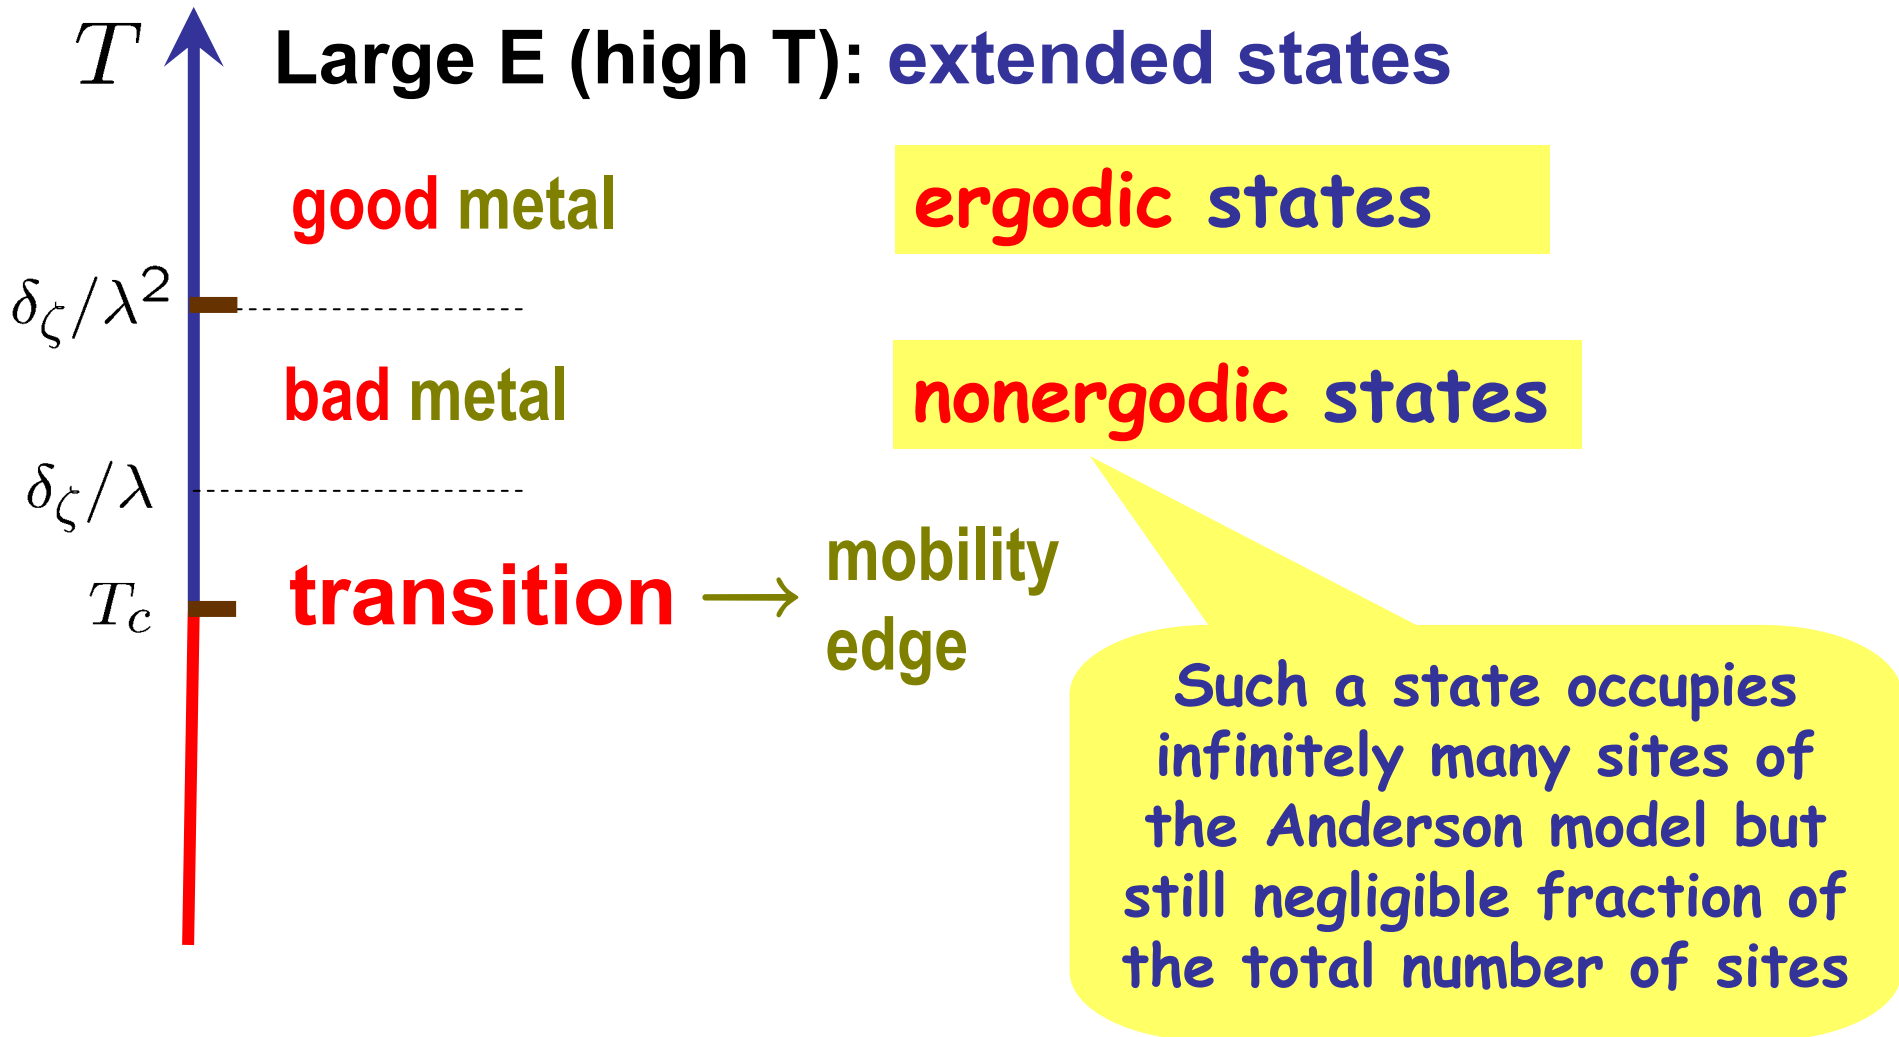 T
Large E (high T): extended states
good metal
ergodic states
δ_ζ/λ²
bad metal
nonergodic states
δ_ζ/λ
transition → mobility
edge
T_c
Such a state occupies
infinitely many sites of
the Anderson model but
still negligible fraction of
the total number of sites